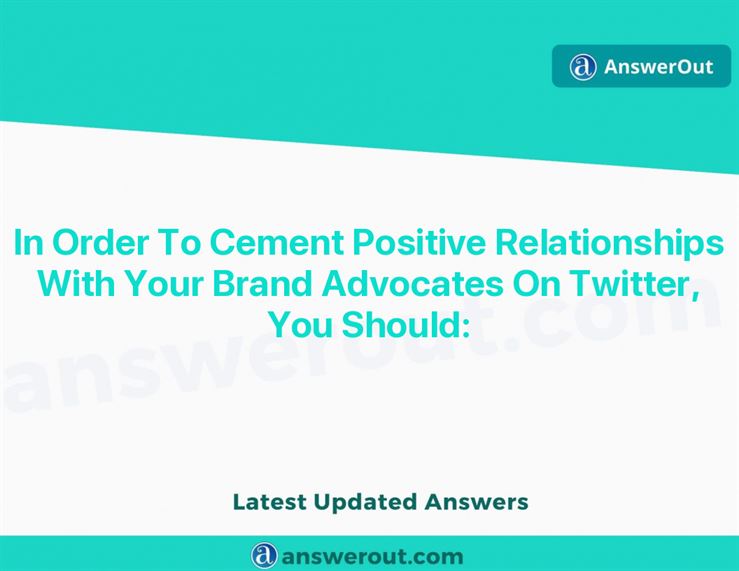 AnswerOut
In Order To Cement Positive Relationships
With Your Brand Advocates On Twitter,
You Should:
answerout.com
Latest Updated Answers
answerout.com